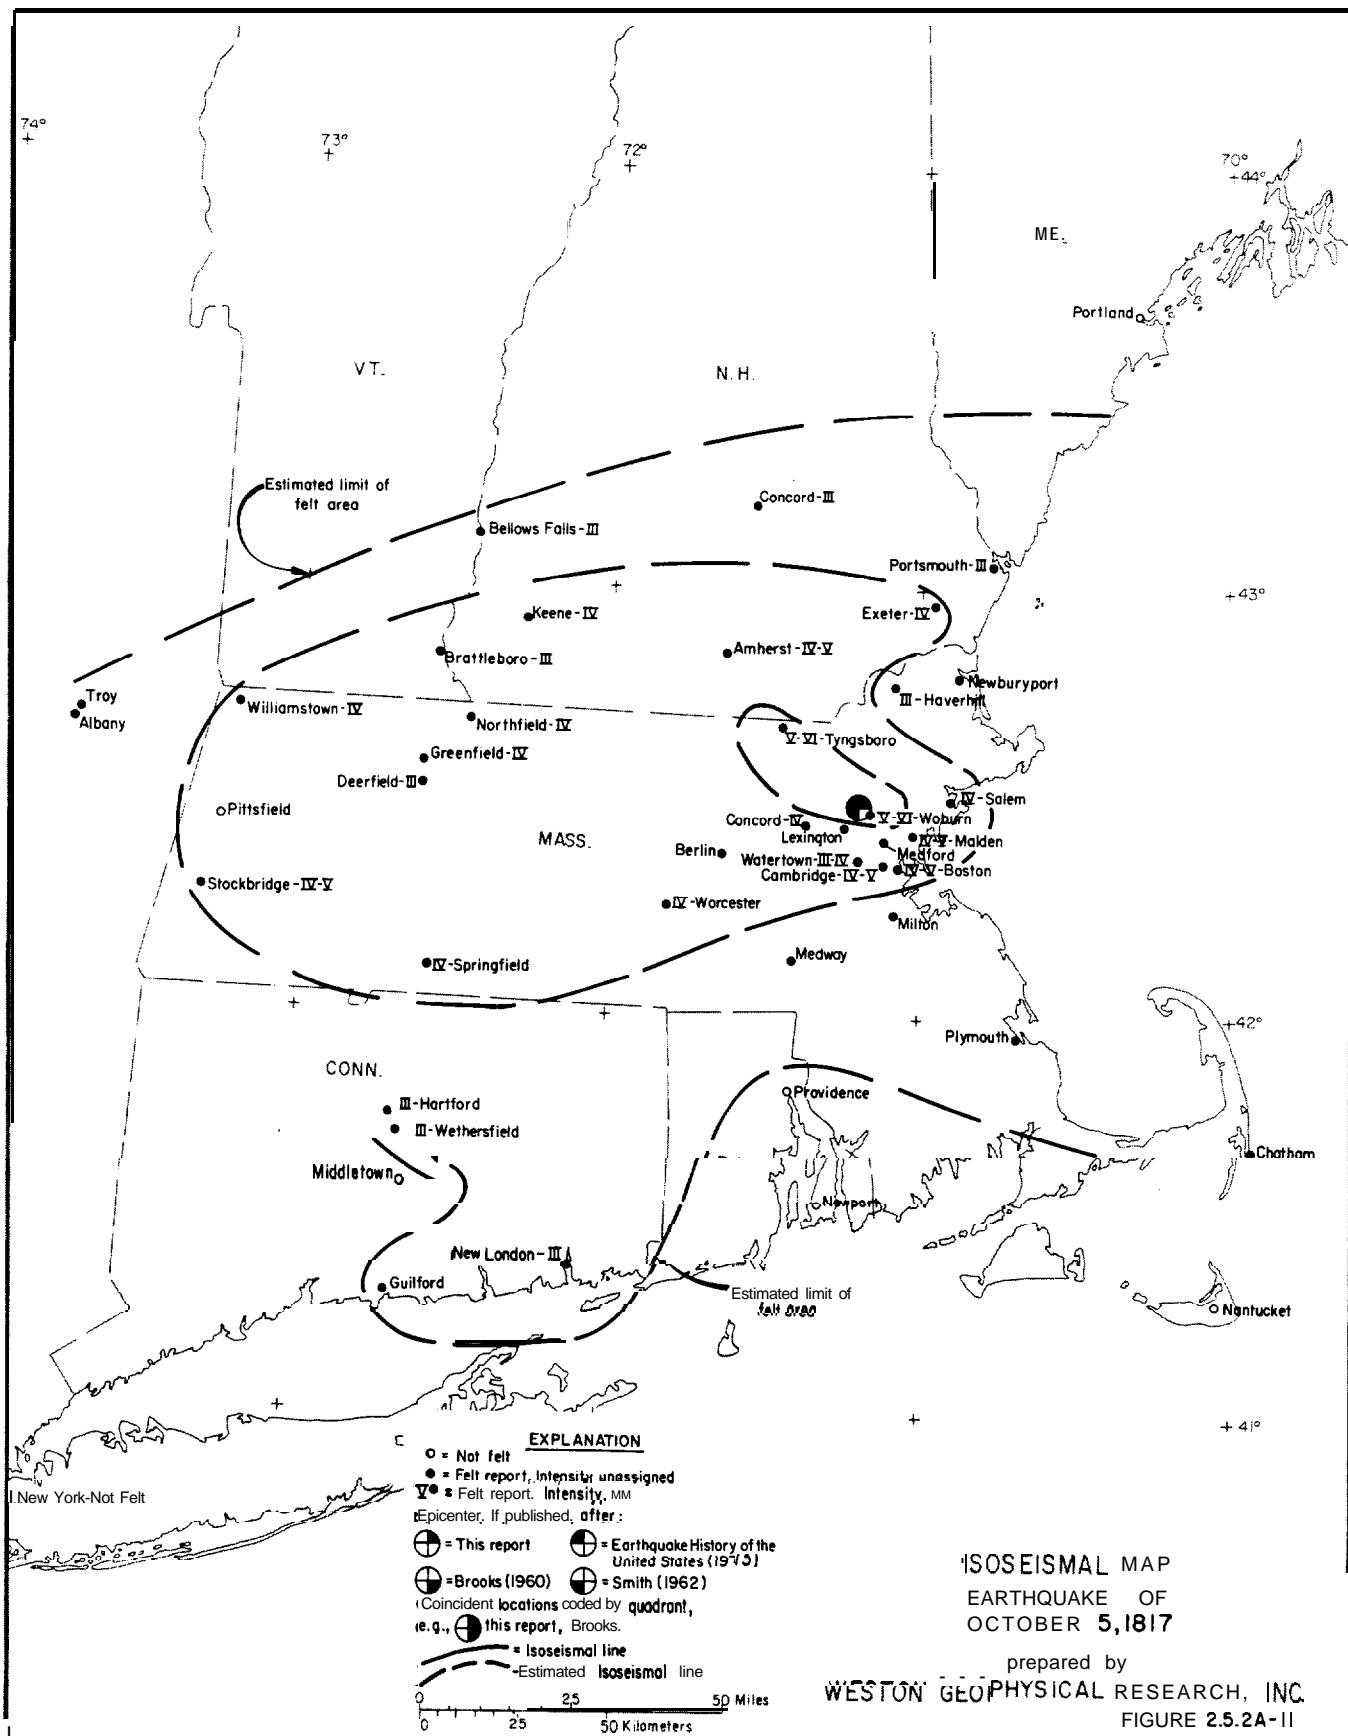 74°
73°
72°
70°
44°
ME.
Portland
VT.
N.H.
Estimated limit of
felt area
Concord-III
Bellows Falls-III
Portsmouth-III
43°
Keene-IV
Exeter-IV
Amherst-IV-V
Brattleboro-III
Troy
Albany
Williamstown-IV
Newburyport
III-Haverhill
Northfield-IV
V-VI-Tyngsboro
Greenfield-IV
Deerfield-III
Pittsfield
IV-Salem
V-VI-Woburn
Concord-IV
Lexington
MASS.
IV-V-Malden
Medford
Berlin
Watertown-III-IV
Cambridge-IV-V
IV-V-Boston
Stockbridge-IV-V
IV-Worcester
Milton
IV-Springfield
Medway
42°
Plymouth
CONN.
Providence
III-Hartford
III-Wethersfield
Chatham
Middletown
Newport
New London-III
Guilford
Estimated limit of
felt area
Nantucket
41°
EXPLANATION
o = Not felt
● = Felt report, Intensity unassigned
V● = Felt report. Intensity, MM
New York-Not Felt
Epicenter. If published, after:
= This report
= Earthquake History of the
United States (1973)
= Brooks (1960)
= Smith (1962)
Coincident locations coded by quadrant,
e.g., this report, Brooks.
= Isoseismal line
-Estimated Isoseismal line
0 25 50 Miles
0 25 50 Kilometers
ISOSEISMAL MAP
EARTHQUAKE OF
OCTOBER 5,1817
prepared by
WESTON GEOPHYSICAL RESEARCH, INC.
FIGURE 2.5.2A-11